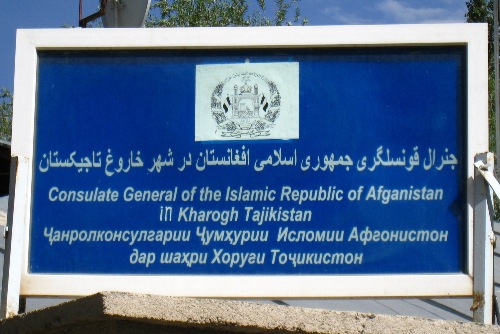 جنرال قونسلگری جمهوری اسلامی افغانستان در شهر خاروغ تاجیکستان
Consulate General of the Islamic Republic of Afganistan
in Kharogh Tajikistan
Ҷанролконсулгарии Ҷумҳурии Исломии Афғонистон
дар шаҳри Хоруғи Тоҷикистон